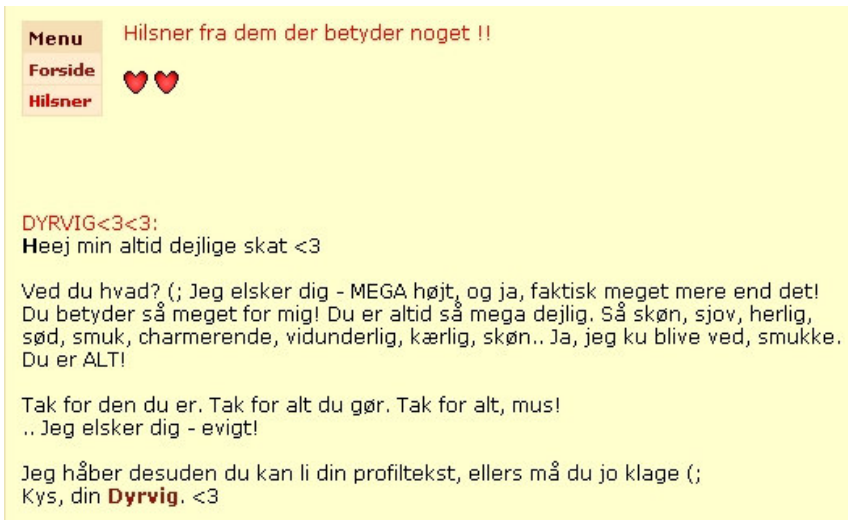 Menu
Forside
Hilsner
Hilsner fra dem der betyder noget !!
DYRVIG<3<3:
Heej min altid dejlige skat <3
Ved du hvad? (; Jeg elsker dig - MEGA højt, og ja, faktisk meget mere end det!
Du betyder så meget for mig! Du er altid så mega dejlig. Så skøn, sjov, herlig,
sød, smuk, charmerende, vidunderlig, kærlig, skøn.. Ja, jeg ku blive ved, smukke.
Du er ALT!
Tak for den du er. Tak for alt du gør. Tak for alt, mus!
.. Jeg elsker dig - evigt!
Jeg håber desuden du kan li din profiltekst, ellers må du jo klage (;
Kys, din Dyrvig. <3